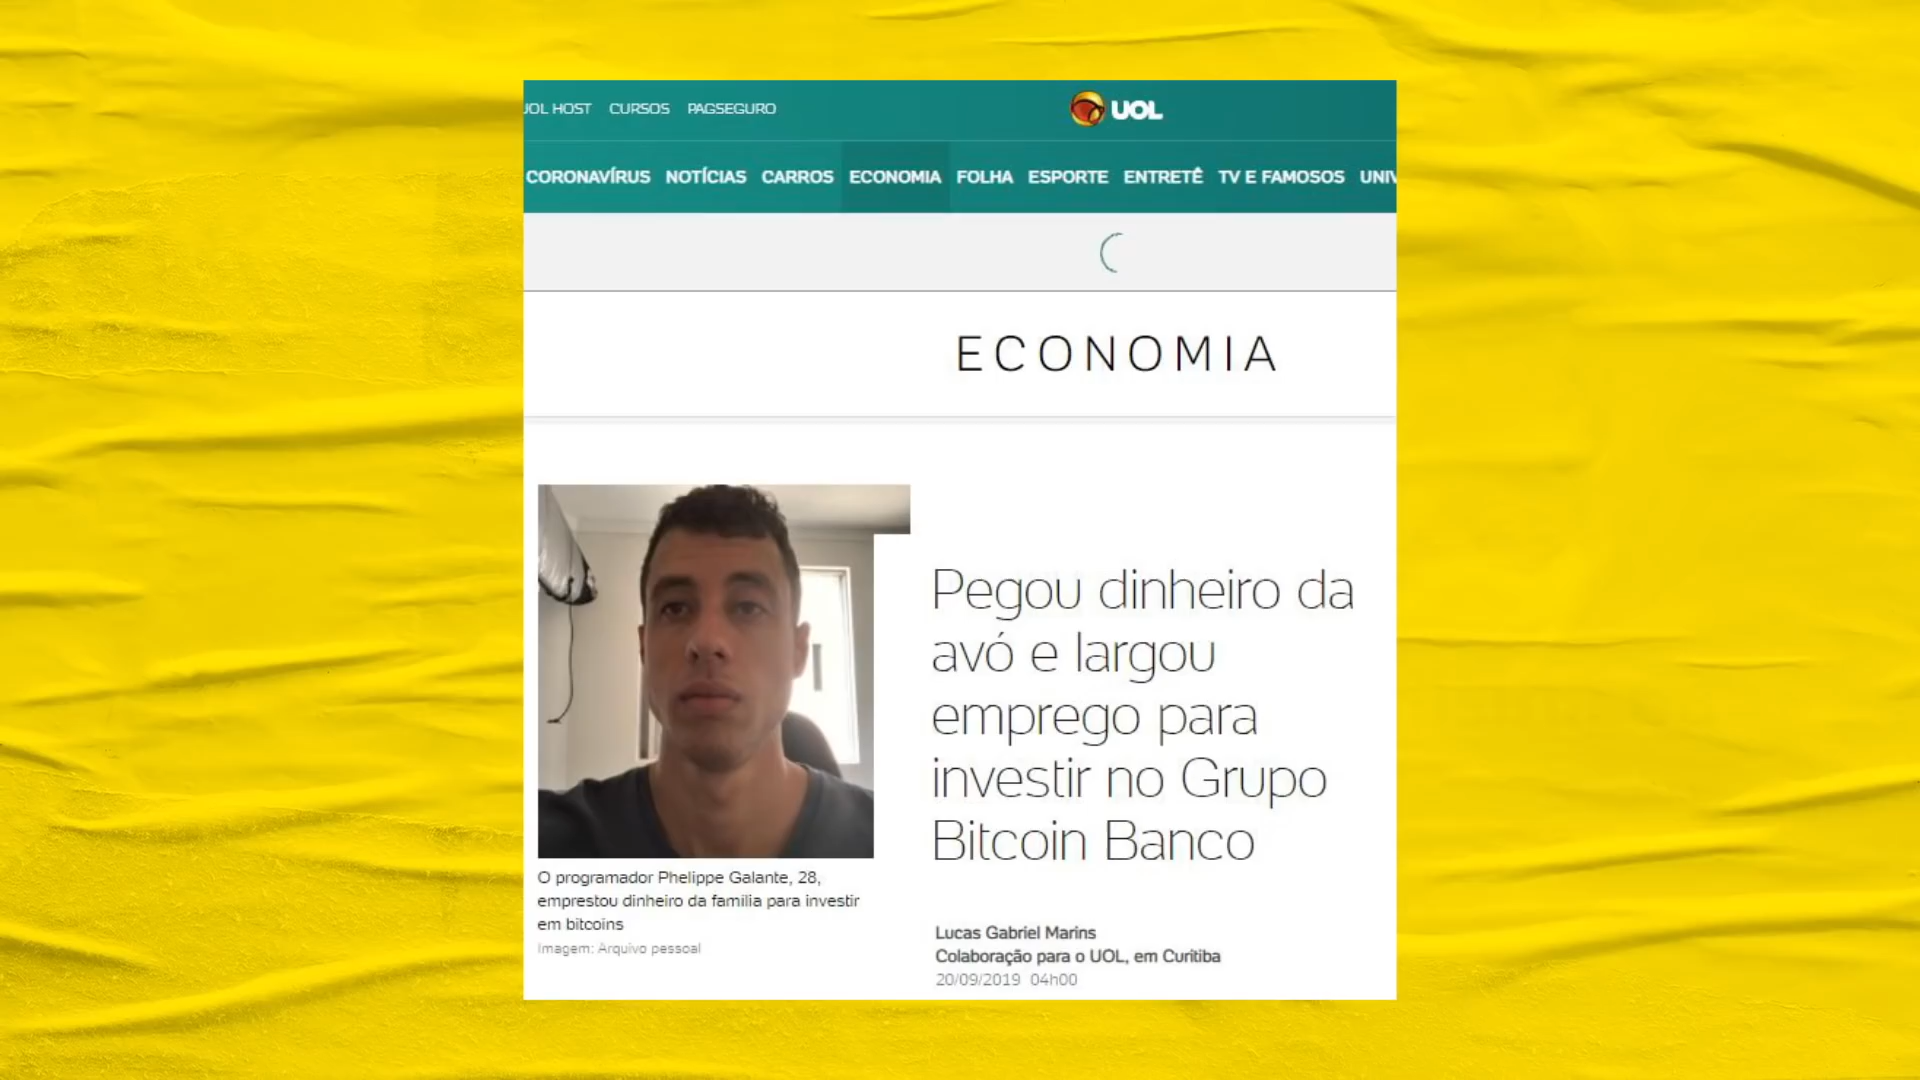 UOL HOST CURSOS PAGSEGURO
UOL
CORONAVÍRUS NOTÍCIAS CARROS ECONOMIA FOLHA ESPORTE ENTRETÊ TV E FAMOSOS UNIV
ECONOMIA
Pegou dinheiro da
avó e largou
emprego para
investir no Grupo
Bitcoin Banco
O programador Phelippe Galante, 28,
emprestou dinheiro da família para investir
em bitcoins
Imagem: Arquivo pessoal
Lucas Gabriel Marins
Colaboração para o UOL, em Curitiba
20/09/2019 04h00